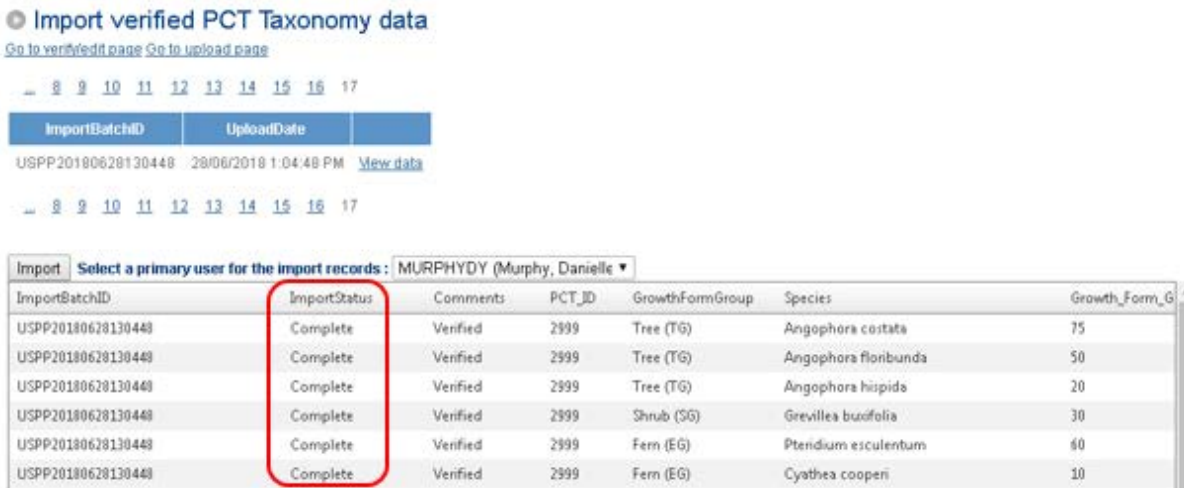 Import verified PCT Taxonomy data
Go to verify/edit page Go to upload page
... 8 9 10 11 12 13 14 15 16 17
ImportBatchID UploadDate
USPP20180628130448 28/06/2018 1:04:48 PM View data
... 8 9 10 11 12 13 14 15 16 17
Import Select a primary user for the import records : MURPHYDY (Murphy, Danielle
ImportBatchID ImportStatus Comments PCT_ID GrowthFormGroup Species Growth_Form_G
USPP20180628130448 Complete Verified 2999 Tree (TG) Angophora costata 75
USPP20180628130448 Complete Verified 2999 Tree (TG) Angophora floribunda 50
USPP20180628130448 Complete Verified 2999 Tree (TG) Angophora hispida 20
USPP20180628130448 Complete Verified 2999 Shrub (SG) Grevillea buxifolia 30
USPP20180628130448 Complete Verified 2999 Fern (EG) Pteridium esculentum 60
USPP20180628130448 Complete Verified 2999 Fern (EG) Cyathea cooperi 10